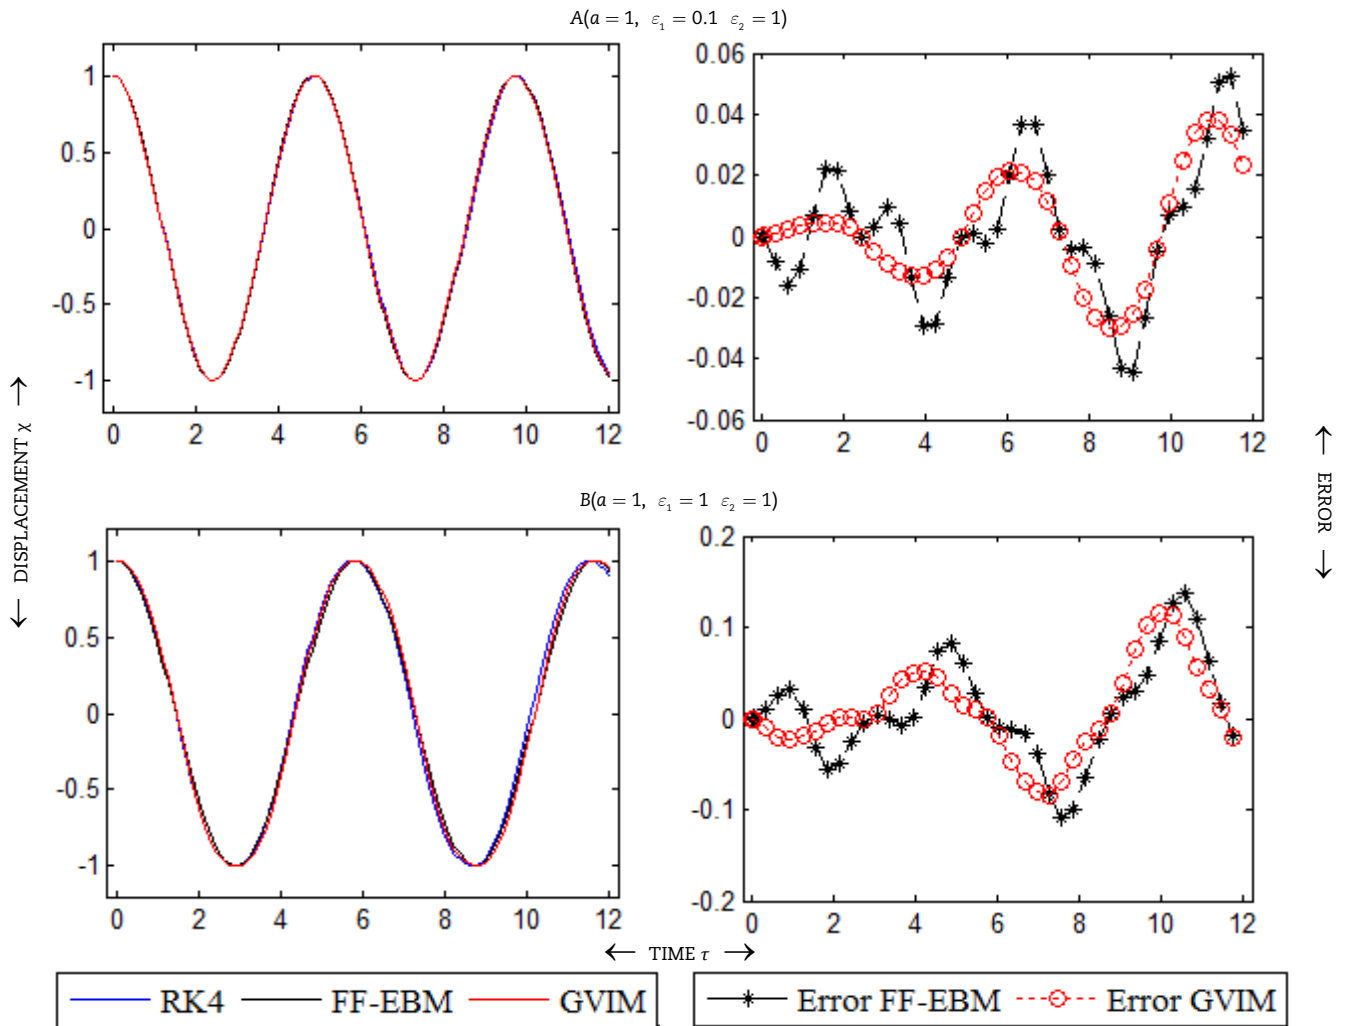 A(a = 1, ε₁ = 0.1 ε₂ = 1)
1
0.5
0
-0.5
-1
0 2 4 6 8 10 12
0.06
0.04
0.02
0
-0.02
-0.04
-0.06
0 2 4 6 8 10 12
← DISPLACEMENT χ →
← ERROR →
B(a = 1, ε₁ = 1 ε₂ = 1)
1
0.5
0
-0.5
-1
0 2 4 6 8 10 12
0.2
0.1
0
-0.1
-0.2
0 2 4 6 8 10 12
← TIME τ →
RK4 FF-EBM GVIM
Error FF-EBM Error GVIM